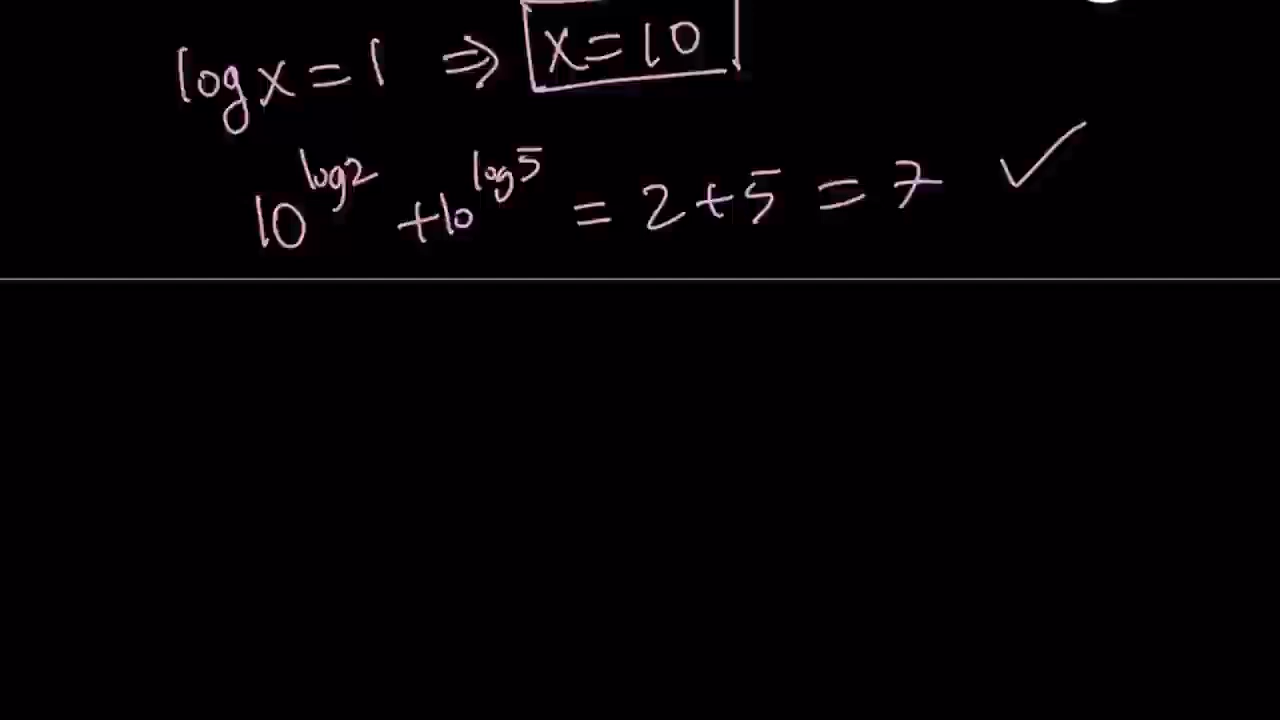 log x = 1 ⇒ x = 10
10^log2 + 10^log5 = 2 + 5 = 7 ✓